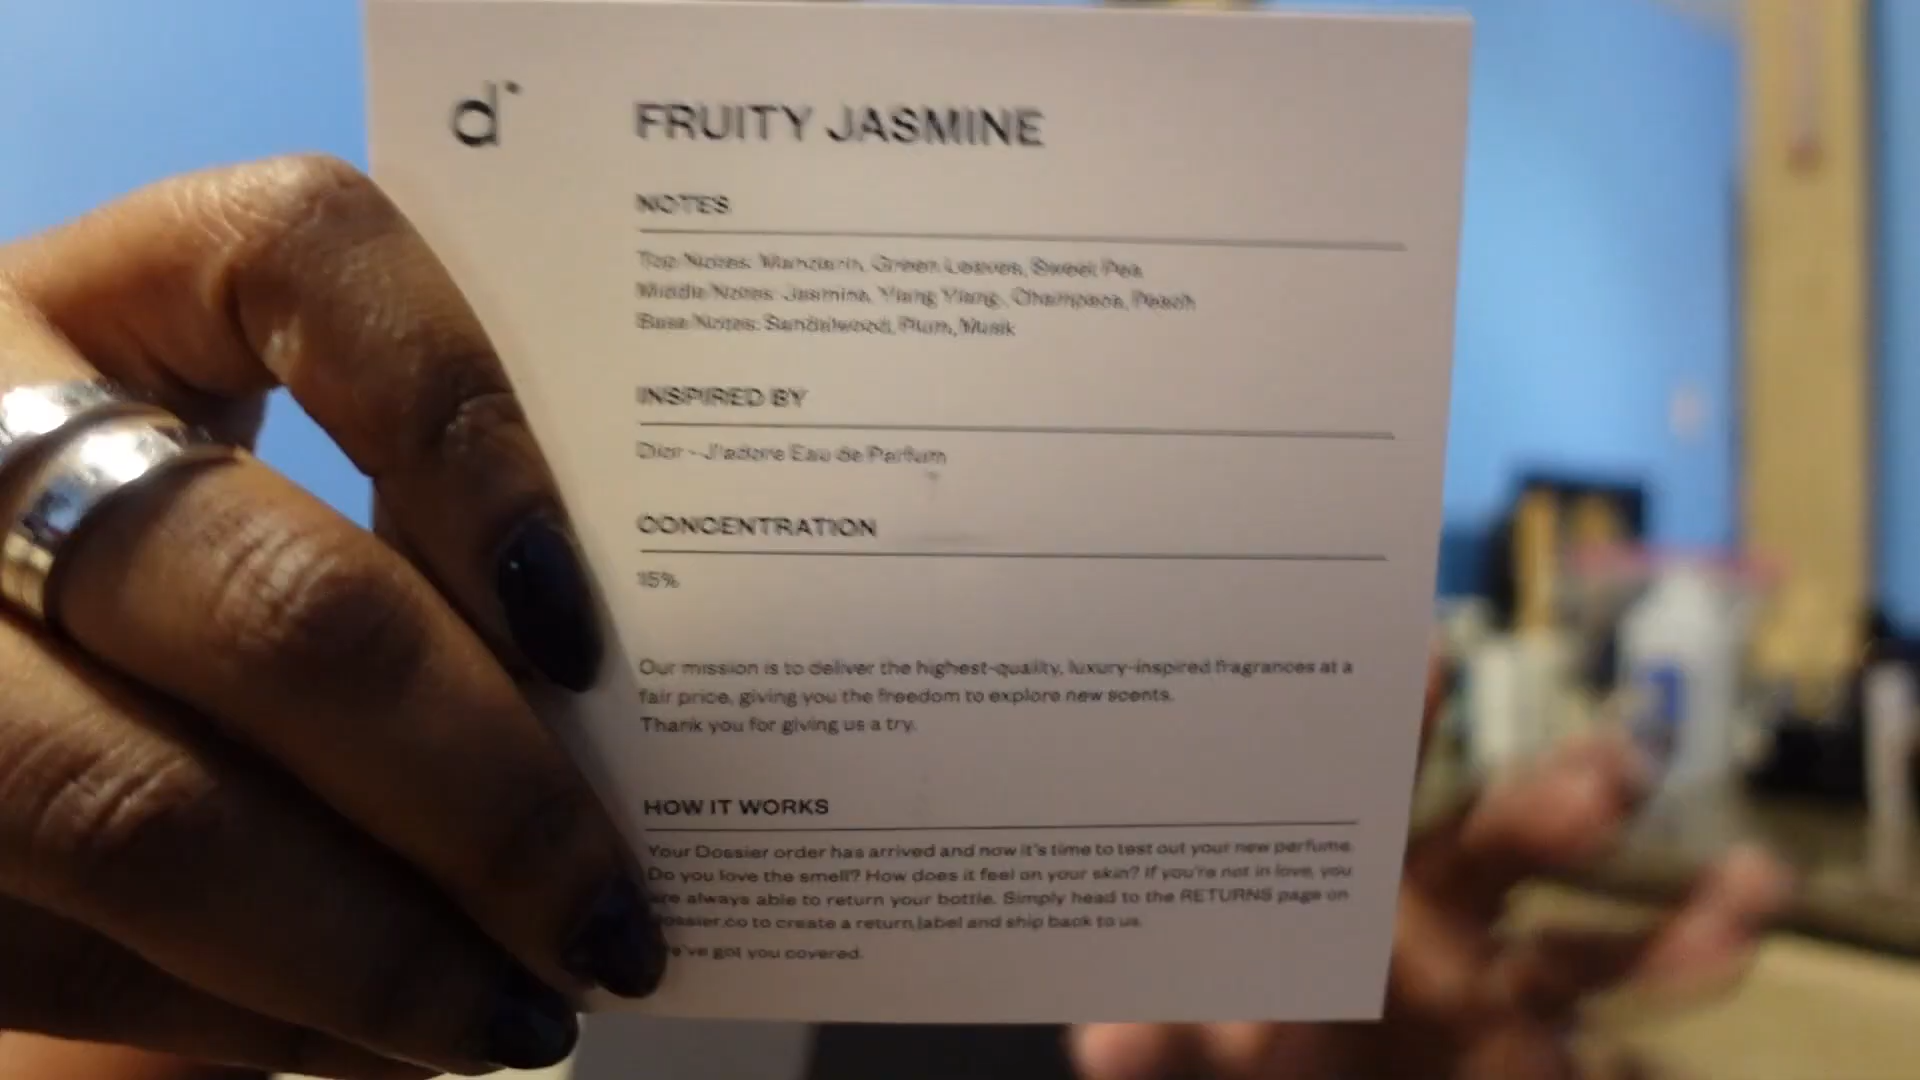 d°
FRUITY JASMINE
NOTES
Top Notes: Mandarin, Green Leaves, Sweet Pea
Middle Notes: Jasmine, Ylang Ylang, Champaca, Peach
Base Notes: Sandalwood, Plum, Musk
INSPIRED BY
Dior - J'adore Eau de Parfum
CONCENTRATION
15%
Our mission is to deliver the highest-quality, luxury-inspired fragrances at a
fair price, giving you the freedom to explore new scents.
Thank you for giving us a try.
HOW IT WORKS
Your Dossier order has arrived and now it's time to test out your new perfume.
Do you love the smell? How does it feel on your skin? If you're not in love, you
are always able to return your bottle. Simply head to the RETURNS page on
ossier.co to create a return label and ship back to us.
e've got you covered.